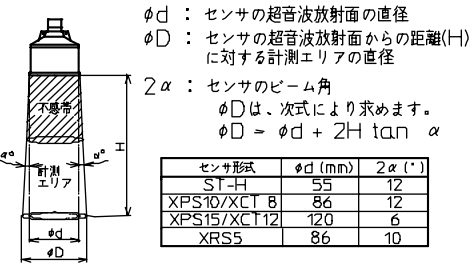 φd : センサの超音波放射面の直径
φD : センサの超音波放射面からの距離(H)
に対する計測エリアの直径
2α : センサのビーム角
φDは、次式により求めます。
φD = φd + 2H tan α
不感帯
H
α°
α°
計測
エリア
φd
φD
センサ形式 φd (mm) 2α (°)
ST-H 55 12
XPS10/XCT 8 86 12
XPS15/XCT12 120 6
XRS5 86 10